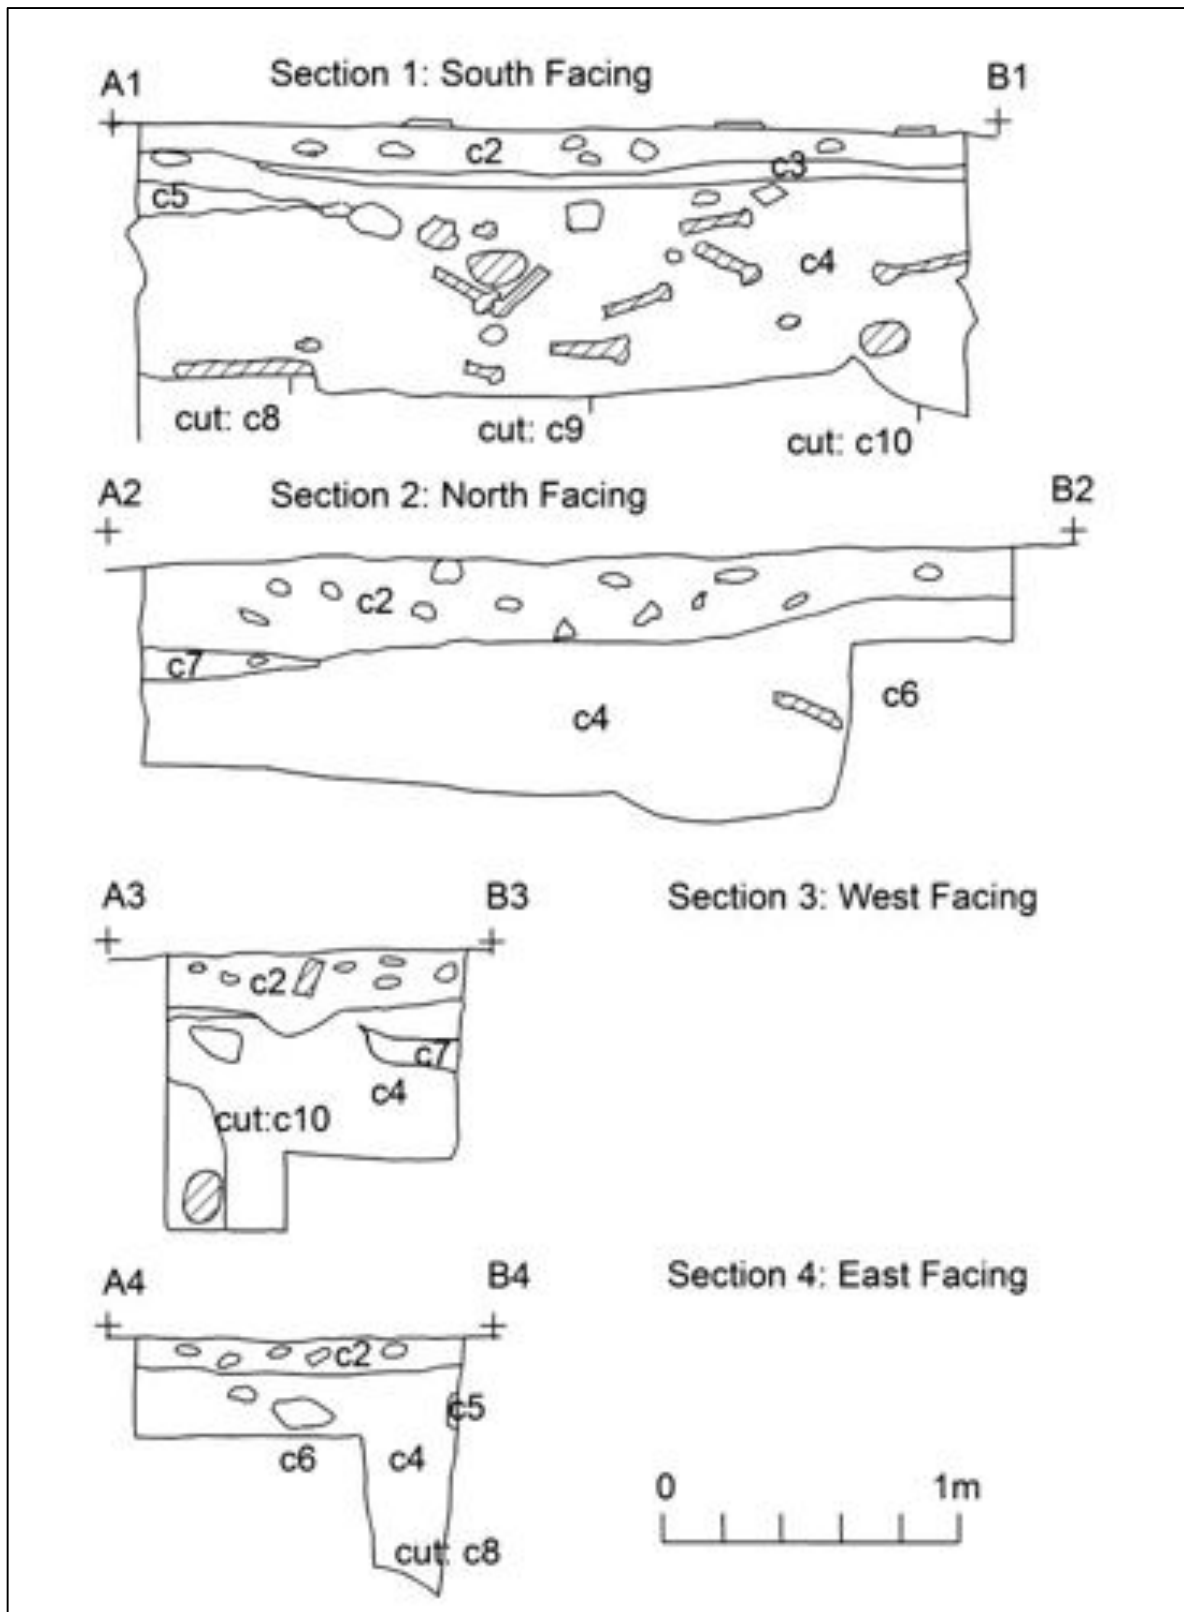 A1 Section 1: South Facing B1
c2
c3
c5
c4
cut: c8
cut: c9
cut: c10
A2 Section 2: North Facing B2
c2
c7
c4
c6
A3 B3 Section 3: West Facing
c2
c7
c4
cut:c10
A4 B4 Section 4: East Facing
c2
c5
c6 c4
cut: c8
0 1m